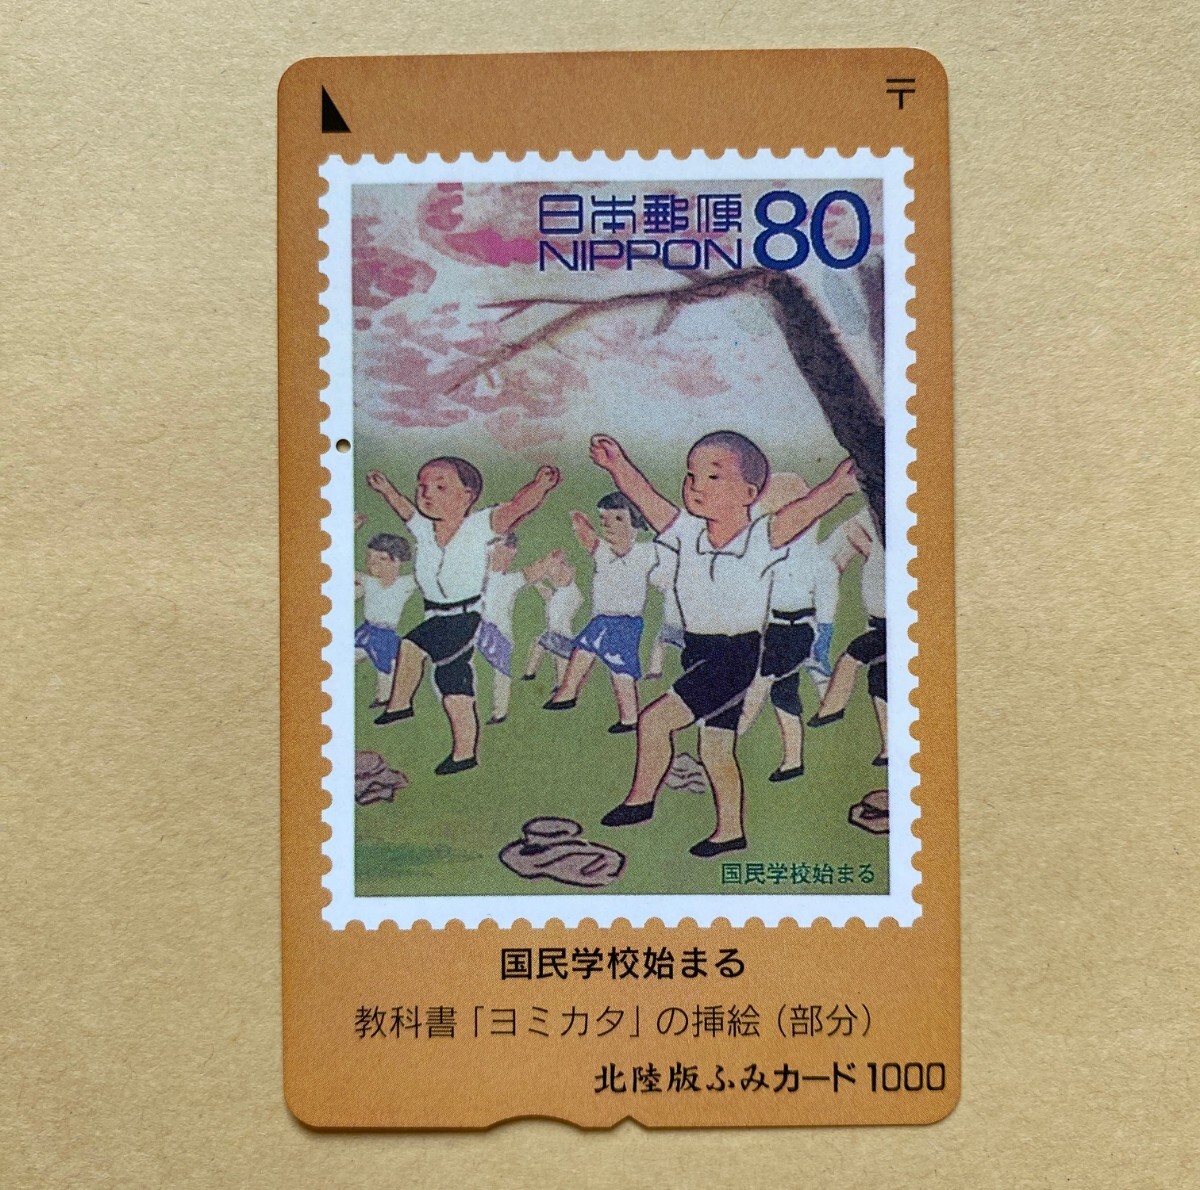 〒
日本郵便
NIPPON 80
国民学校始まる
国民学校始まる
教科書「ヨミカタ」の挿絵(部分)
北陸版ふみカード1000